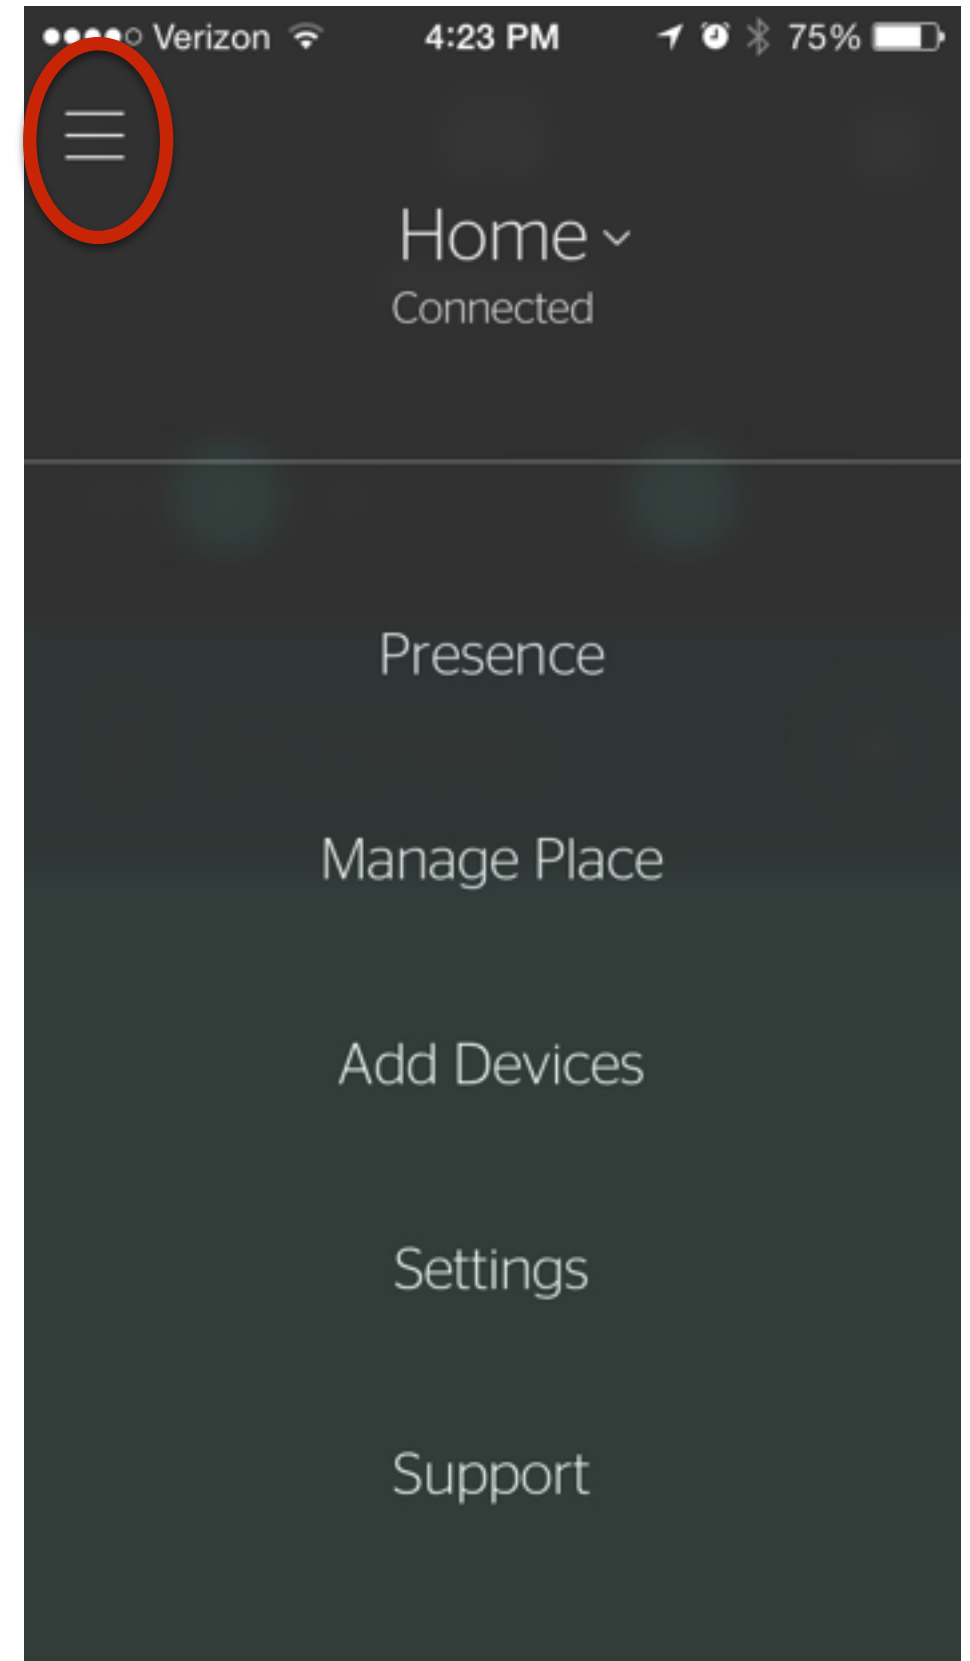 Verizon 4:23 PM 75%
Home
Connected
Presence
Manage Place
Add Devices
Settings
Support